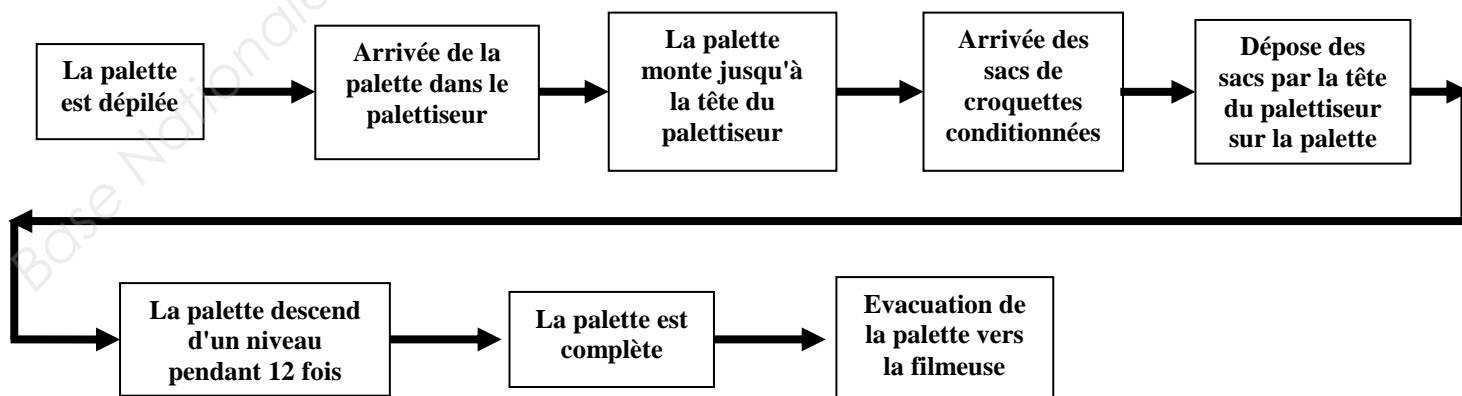 La palette
est dépilée
Arrivée de la
palette dans le
palettiseur
La palette
monte jusqu'à
la tête du
palettiseur
Arrivée des
sacs de
croquettes
conditionnées
Dépose des
sacs par la tête
du palettiseur
sur la palette
La palette descend
d'un niveau
pendant 12 fois
La palette est
complète
Evacuation de
la palette vers
la filmeuse
Base Nationale